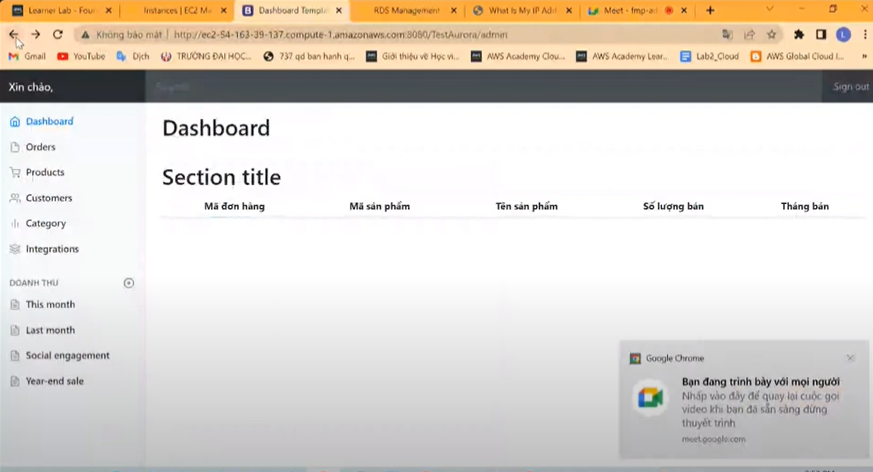 Learner Lab - Four
Instances | EC2 Ma
Dashboard Templa
RDS Management
What Is My IP Add
Meet - fmp-ad
Không bảo mật | http://ec2-54-163-39-137.compute-1.amazonaws.com:8080/TestAurora/admin
Gmail
YouTube
Dịch
TRƯỜNG ĐẠI HỌC...
737 qd ban hanh q...
Giới thiệu về Học vi...
AWS Academy Clou...
AWS Academy Lear...
Lab2_Cloud
AWS Global Cloud I...
Xin chào,
Search
Sign out
Dashboard
Orders
Products
Customers
Category
Integrations
DOANH THU
This month
Last month
Social engagement
Year-end sale
Dashboard
Section title
Mã đơn hàng
Mã sản phẩm
Tên sản phẩm
Số lượng bán
Tháng bán
Google Chrome
Bạn đang trình bày với mọi người
Nhấp vào đây để quay lại cuộc gọi
video khi bạn đã sẵn sàng dừng
thuyết trình
meet.google.com